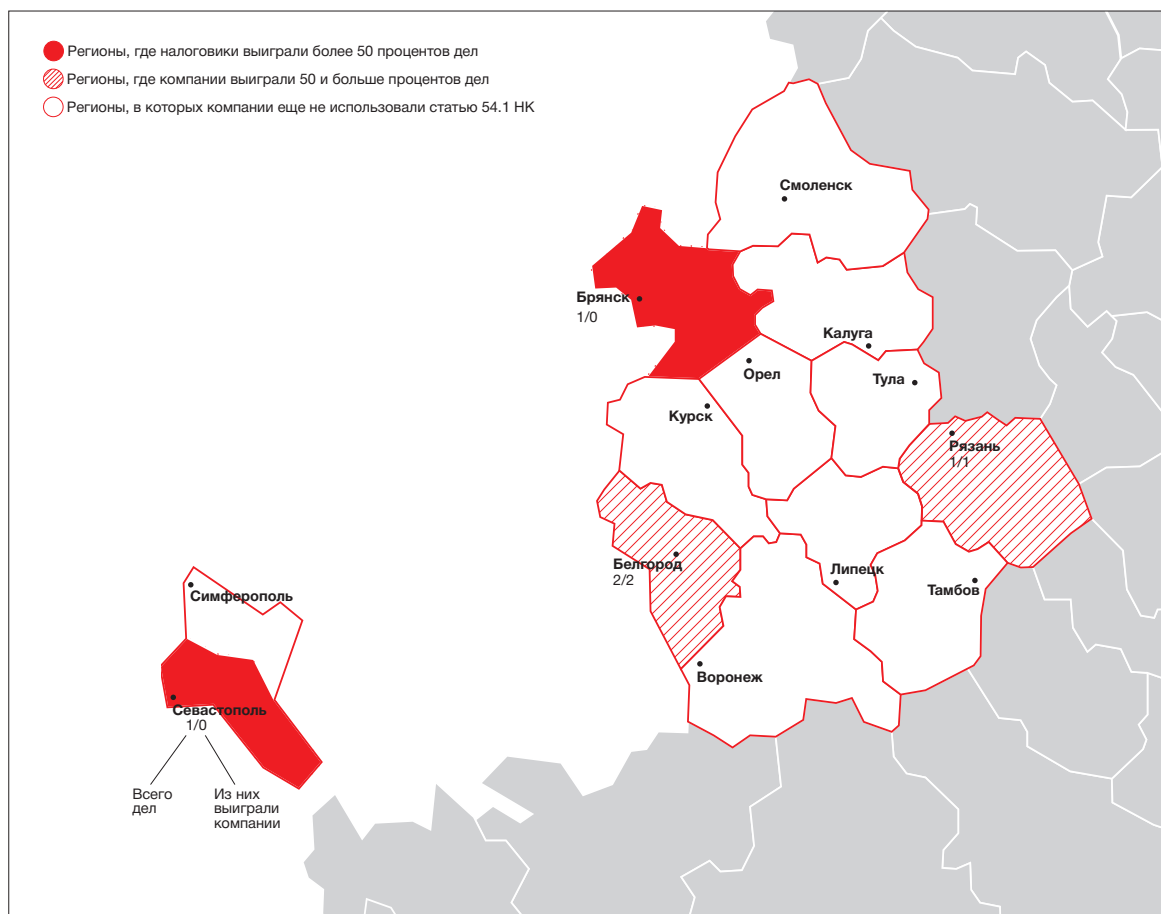 Регионы, где налоговики выиграли более 50 процентов дел
Регионы, где компании выиграли 50 и больше процентов дел
Регионы, в которых компании еще не использовали статью 54.1 НК
Смоленск
Брянск
1/0
Калуга
Орел
Тула
Курск
Рязань
1/1
Белгород
2/2
Липецк
Тамбов
Симферополь
Воронеж
Севастополь
1/0
Всего
дел
Из них
выиграли
компании